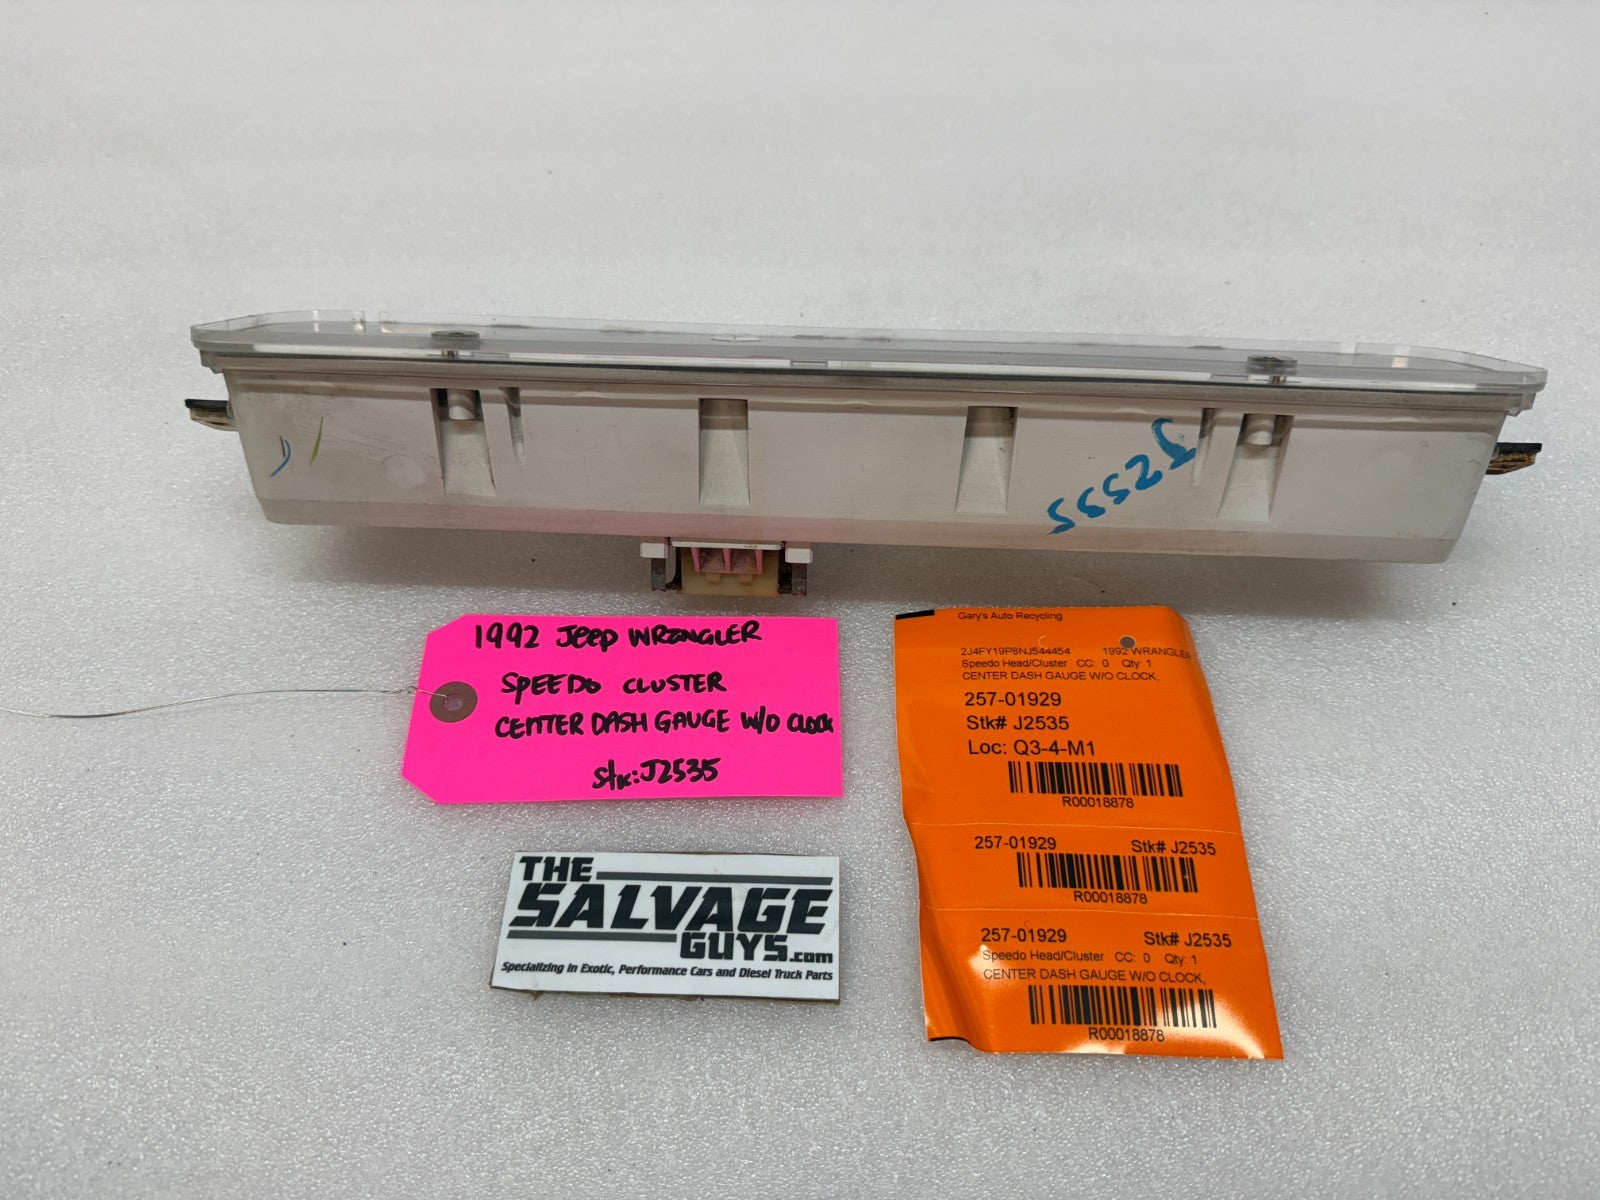 J2535
1992 Jeep WRANGLER
SPEEDO CLUSTER
CENTER DASH GAUGE W/O CLOCK
Stk:J2535
Gary's Auto Recycling
2J4FY19P8NJ544454 1992 WRANGLER
Speedo Head/Cluster CC: 0 Qty: 1
CENTER DASH GAUGE W/O CLOCK,
257-01929
Stk# J2535
Loc: Q3-4-M1
R00018878
257-01929 Stk# J2535
R00018878
257-01929 Stk# J2535
Speedo Head/Cluster CC: 0 Qty: 1
CENTER DASH GAUGE W/O CLOCK,
R00018878
THE
SALVAGE
GUYS.com
Specializing in Exotic, Performance Cars and Diesel Truck Parts